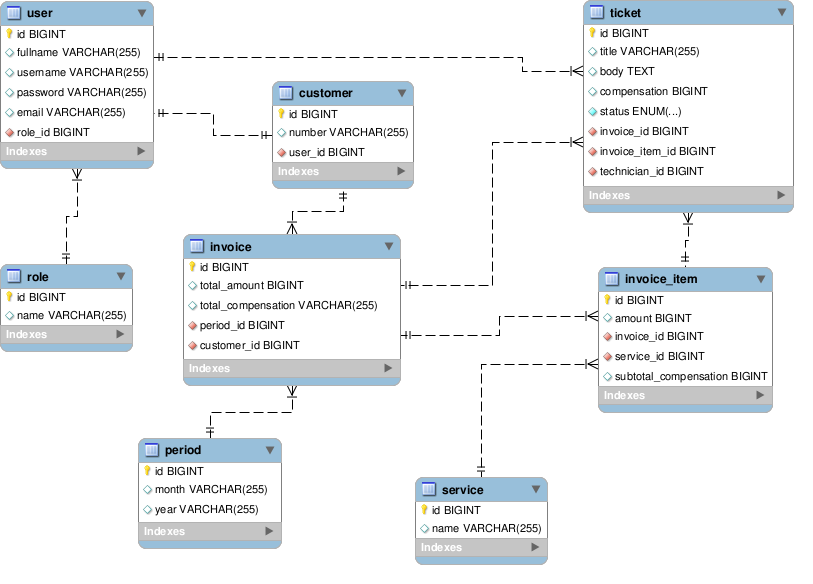 user
id BIGINT
fullname VARCHAR(255)
username VARCHAR(255)
password VARCHAR(255)
email VARCHAR(255)
role_id BIGINT
Indexes
customer
id BIGINT
number VARCHAR(255)
user_id BIGINT
Indexes
ticket
id BIGINT
title VARCHAR(255)
body TEXT
compensation BIGINT
status ENUM(...)
invoice_id BIGINT
invoice_item_id BIGINT
technician_id BIGINT
Indexes
role
id BIGINT
name VARCHAR(255)
Indexes
invoice
id BIGINT
total_amount BIGINT
total_compensation VARCHAR(255)
period_id BIGINT
customer_id BIGINT
Indexes
invoice_item
id BIGINT
amount BIGINT
invoice_id BIGINT
service_id BIGINT
subtotal_compensation BIGINT
Indexes
period
id BIGINT
month VARCHAR(255)
year VARCHAR(255)
Indexes
service
id BIGINT
name VARCHAR(255)
Indexes